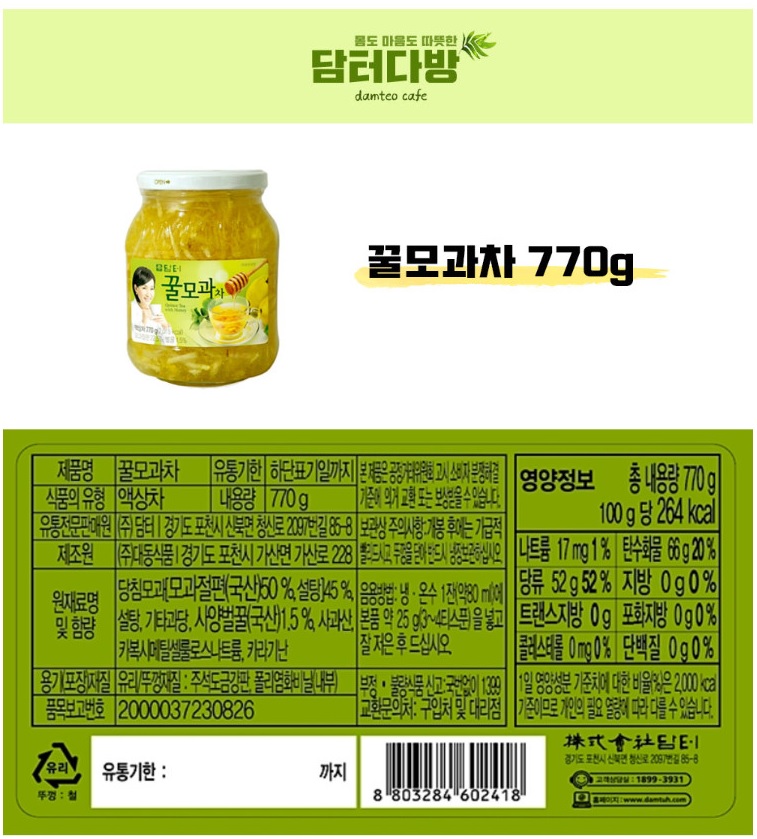 몸도 마음도 따뜻한
담터다방
damteo cafe
담터
꿀모과차
꿀모과차 770g
제품명 꿀모과차 유통기한 하단표기일까지
식품의 유형 액상차 내용량 770 g
유통전문판매원 (주) 담터 | 경기도 포천시 신북면 청신로 2097번길 85-8
제조원 (주)대동식품 | 경기도 포천시 가산면 가산로 228
원재료명
및 함량
당침모과[모과절편(국산)50 %, 설탕]45 %,
설탕, 기타과당, 사양벌꿀(국산)1.5 %, 사과산,
카복시메틸셀룰로스나트륨, 카라기난
용기(포장)재질 유리/뚜껑재질 : 주석도금강판, 폴리염화비닐(내부)
품목보고번호 2000037230826
본 제품은 공정거래위원회 고시 소비자 분쟁해결
기준에 의거 교환 또는 보상받을 수 있습니다.
보관상 주의사항:개봉 후에는 가급적
빨리드시고, 뚜껑을 닫아 반드시 냉장보관하십시오.
음용방법: 냉 · 온수 1잔(약80 ml)에
본품 약 25 g(3~4티스푼)을 넣고
잘 저은 후 드십시오.
부정 · 불량식품 신고:국번없이 1399
교환문의처: 구입처 및 대리점
영양정보 총 내용량 770 g
100 g 당 264 kcal
나트륨 17 mg 1 % 탄수화물 66 g 20 %
당류 52 g 52 % 지방 0 g 0 %
트랜스지방 0 g 포화지방 0 g 0 %
콜레스테롤 0 mg 0 % 단백질 0 g 0 %
1일 영양성분 기준치에 대한 비율(%)은 2,000 kcal
기준이므로 개인의 필요 열량에 따라 다를 수 있습니다.
유리
뚜껑 : 철
유통기한 : 까지
8 803284 602418
株式會社 담터
경기도 포천시 신북면 청신로 2097번길 85-8
고객상담실 : 1899-3931
홈페이지 : www.damtuh.com